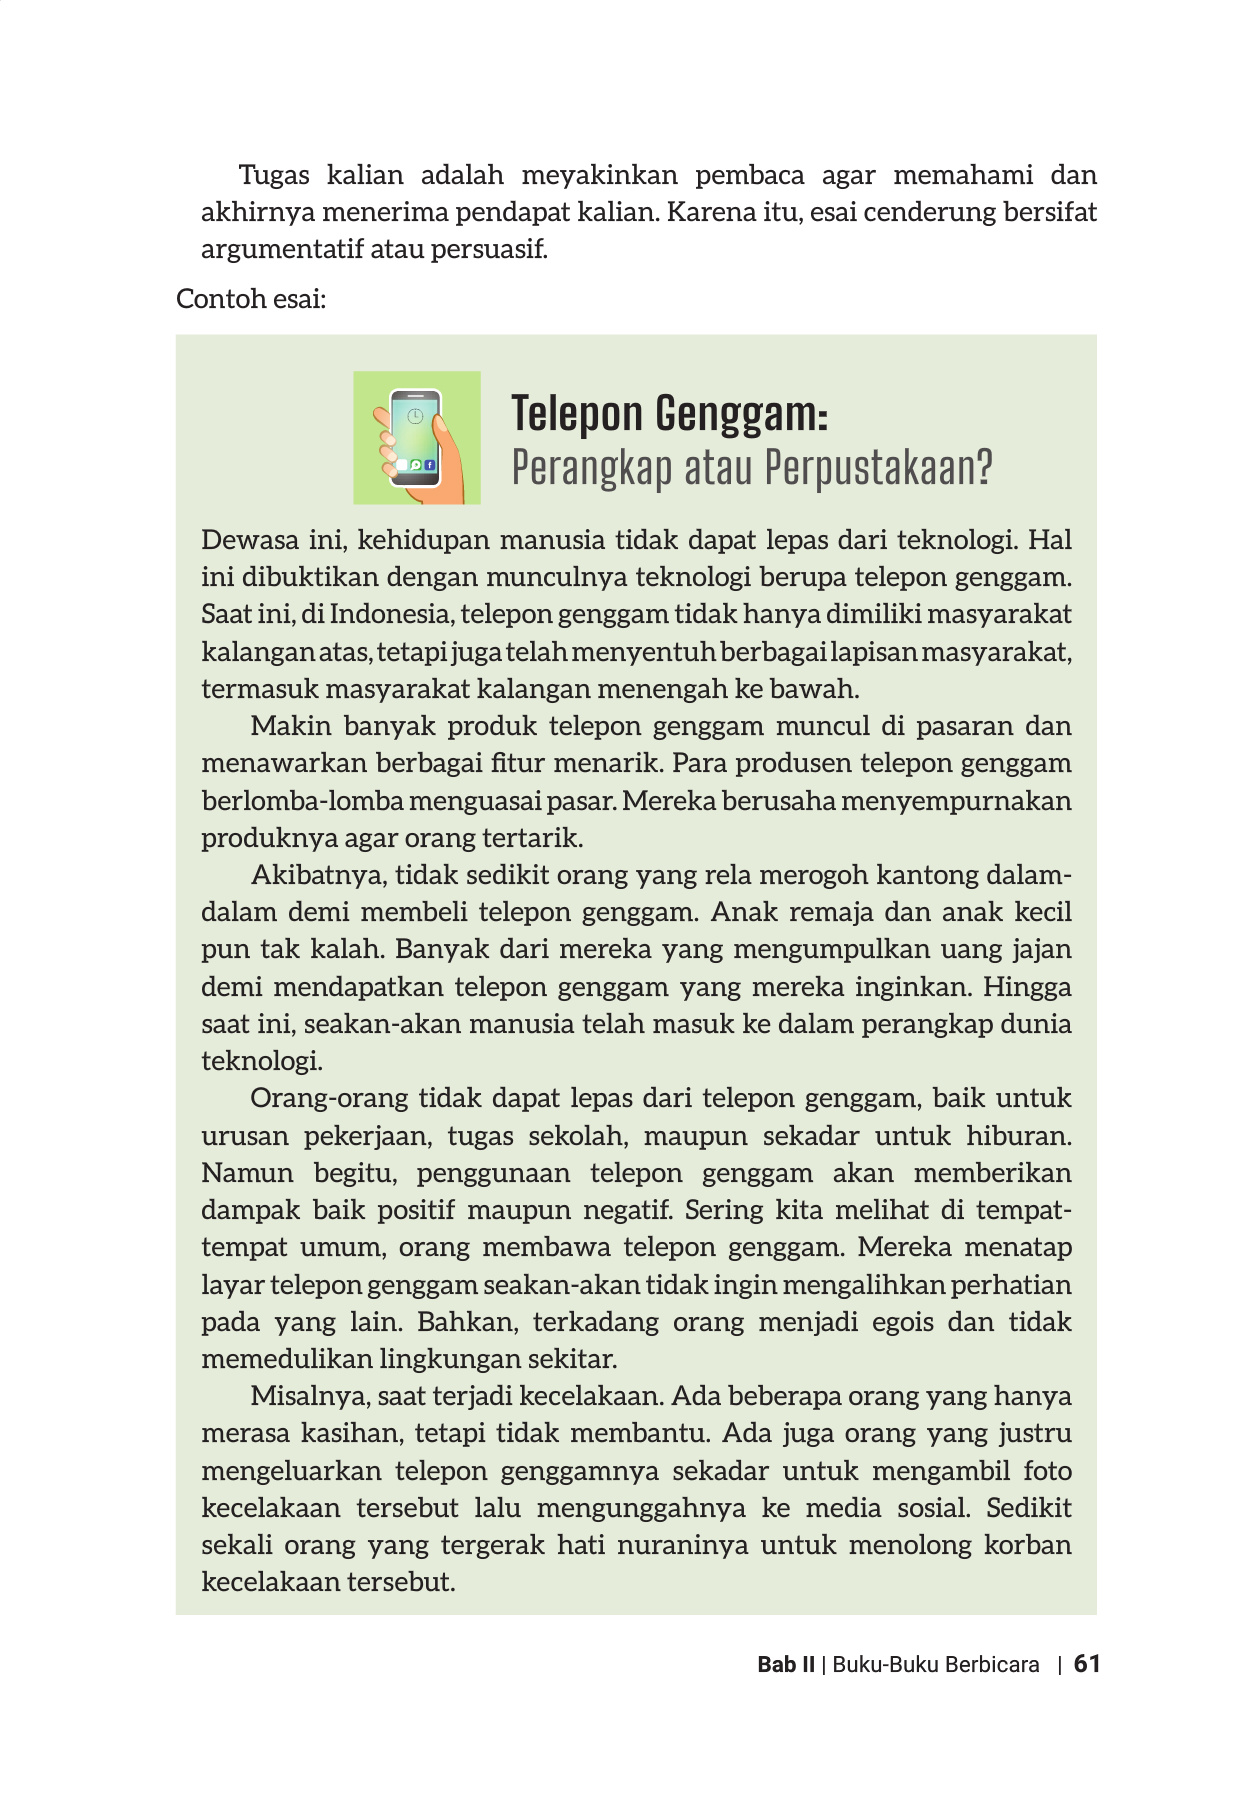 Tugas kalian adalah meyakinkan pembaca agar memahami dan
akhirnya menerima pendapat kalian. Karena itu, esai cenderung bersifat
argumentatif atau persuasif.
Contoh esai:
Telepon Genggam:
Perangkap atau Perpustakaan?
Dewasa ini, kehidupan manusia tidak dapat lepas dari teknologi. Hal
ini dibuktikan dengan munculnya teknologi berupa telepon genggam.
Saat ini, di Indonesia, telepon genggam tidak hanya dimiliki masyarakat
kalangan atas, tetapi juga telah menyentuh berbagai lapisan masyarakat,
termasuk masyarakat kalangan menengah ke bawah.
Makin banyak produk telepon genggam muncul di pasaran dan
menawarkan berbagai fitur menarik. Para produsen telepon genggam
berlomba-lomba menguasai pasar. Mereka berusaha menyempurnakan
produknya agar orang tertarik.
Akibatnya, tidak sedikit orang yang rela merogoh kantong dalam-
dalam demi membeli telepon genggam. Anak remaja dan anak kecil
pun tak kalah. Banyak dari mereka yang mengumpulkan uang jajan
demi mendapatkan telepon genggam yang mereka inginkan. Hingga
saat ini, seakan-akan manusia telah masuk ke dalam perangkap dunia
teknologi.
Orang-orang tidak dapat lepas dari telepon genggam, baik untuk
urusan pekerjaan, tugas sekolah, maupun sekadar untuk hiburan.
Namun begitu, penggunaan telepon genggam akan memberikan
dampak baik positif maupun negatif. Sering kita melihat di tempat-
tempat umum, orang membawa telepon genggam. Mereka menatap
layar telepon genggam seakan-akan tidak ingin mengalihkan perhatian
pada yang lain. Bahkan, terkadang orang menjadi egois dan tidak
memedulikan lingkungan sekitar.
Misalnya, saat terjadi kecelakaan. Ada beberapa orang yang hanya
merasa kasihan, tetapi tidak membantu. Ada juga orang yang justru
mengeluarkan telepon genggamnya sekadar untuk mengambil foto
kecelakaan tersebut lalu mengunggahnya ke media sosial. Sedikit
sekali orang yang tergerak hati nuraninya untuk menolong korban
kecelakaan tersebut.
Bab II | Buku-Buku Berbicara | 61